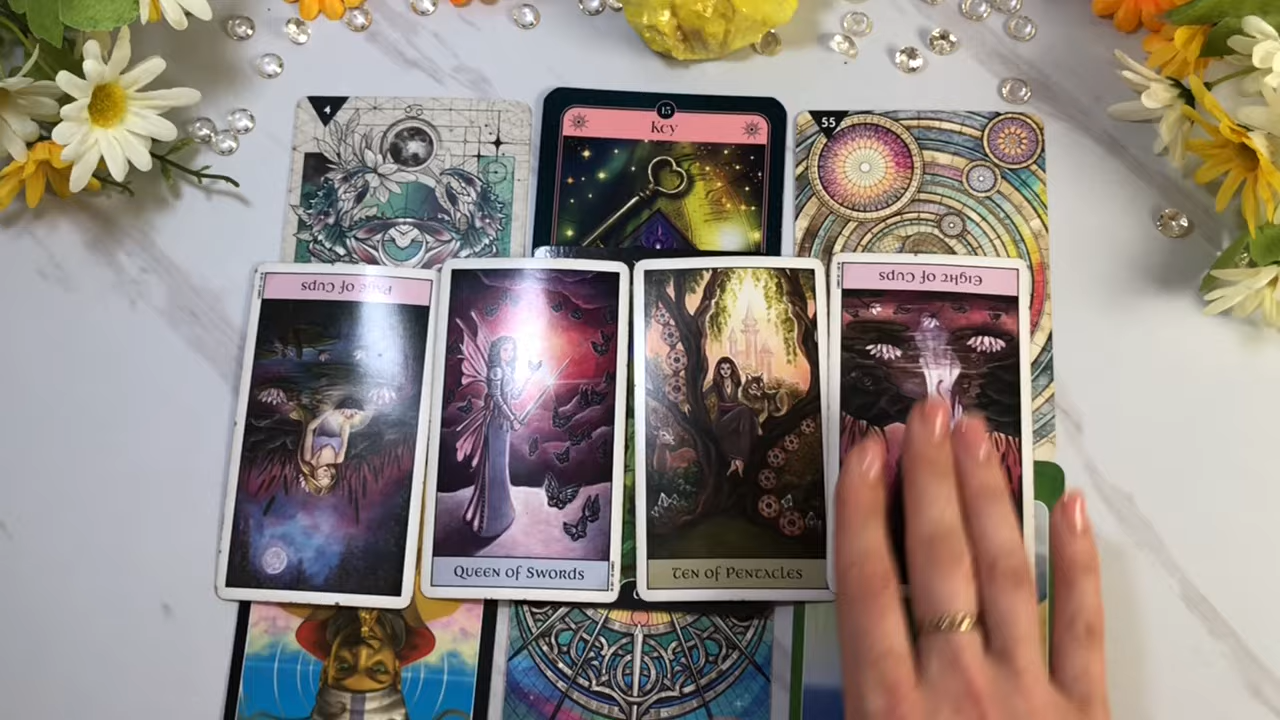 4
15
Key
55
Page of Cups
Eight of Cups
Queen of Swords
Ten of Pentacles